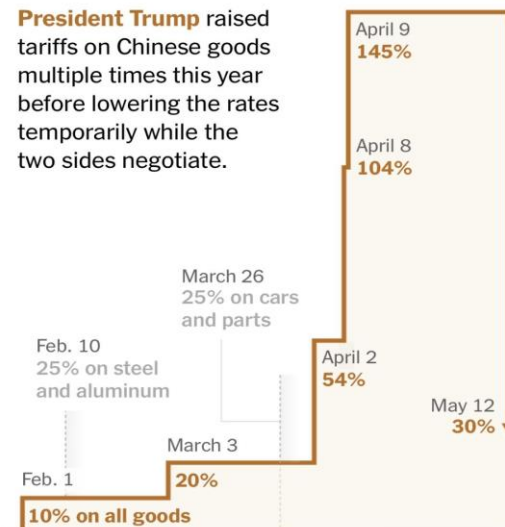 President Trump raised
tariffs on Chinese goods
multiple times this year
before lowering the rates
temporarily while the
two sides negotiate.
April 9
145%
April 8
104%
March 26
25% on cars
and parts
Feb. 10
25% on steel
and aluminum
April 2
54%
May 12
30%
March 3
20%
Feb. 1
10% on all goods